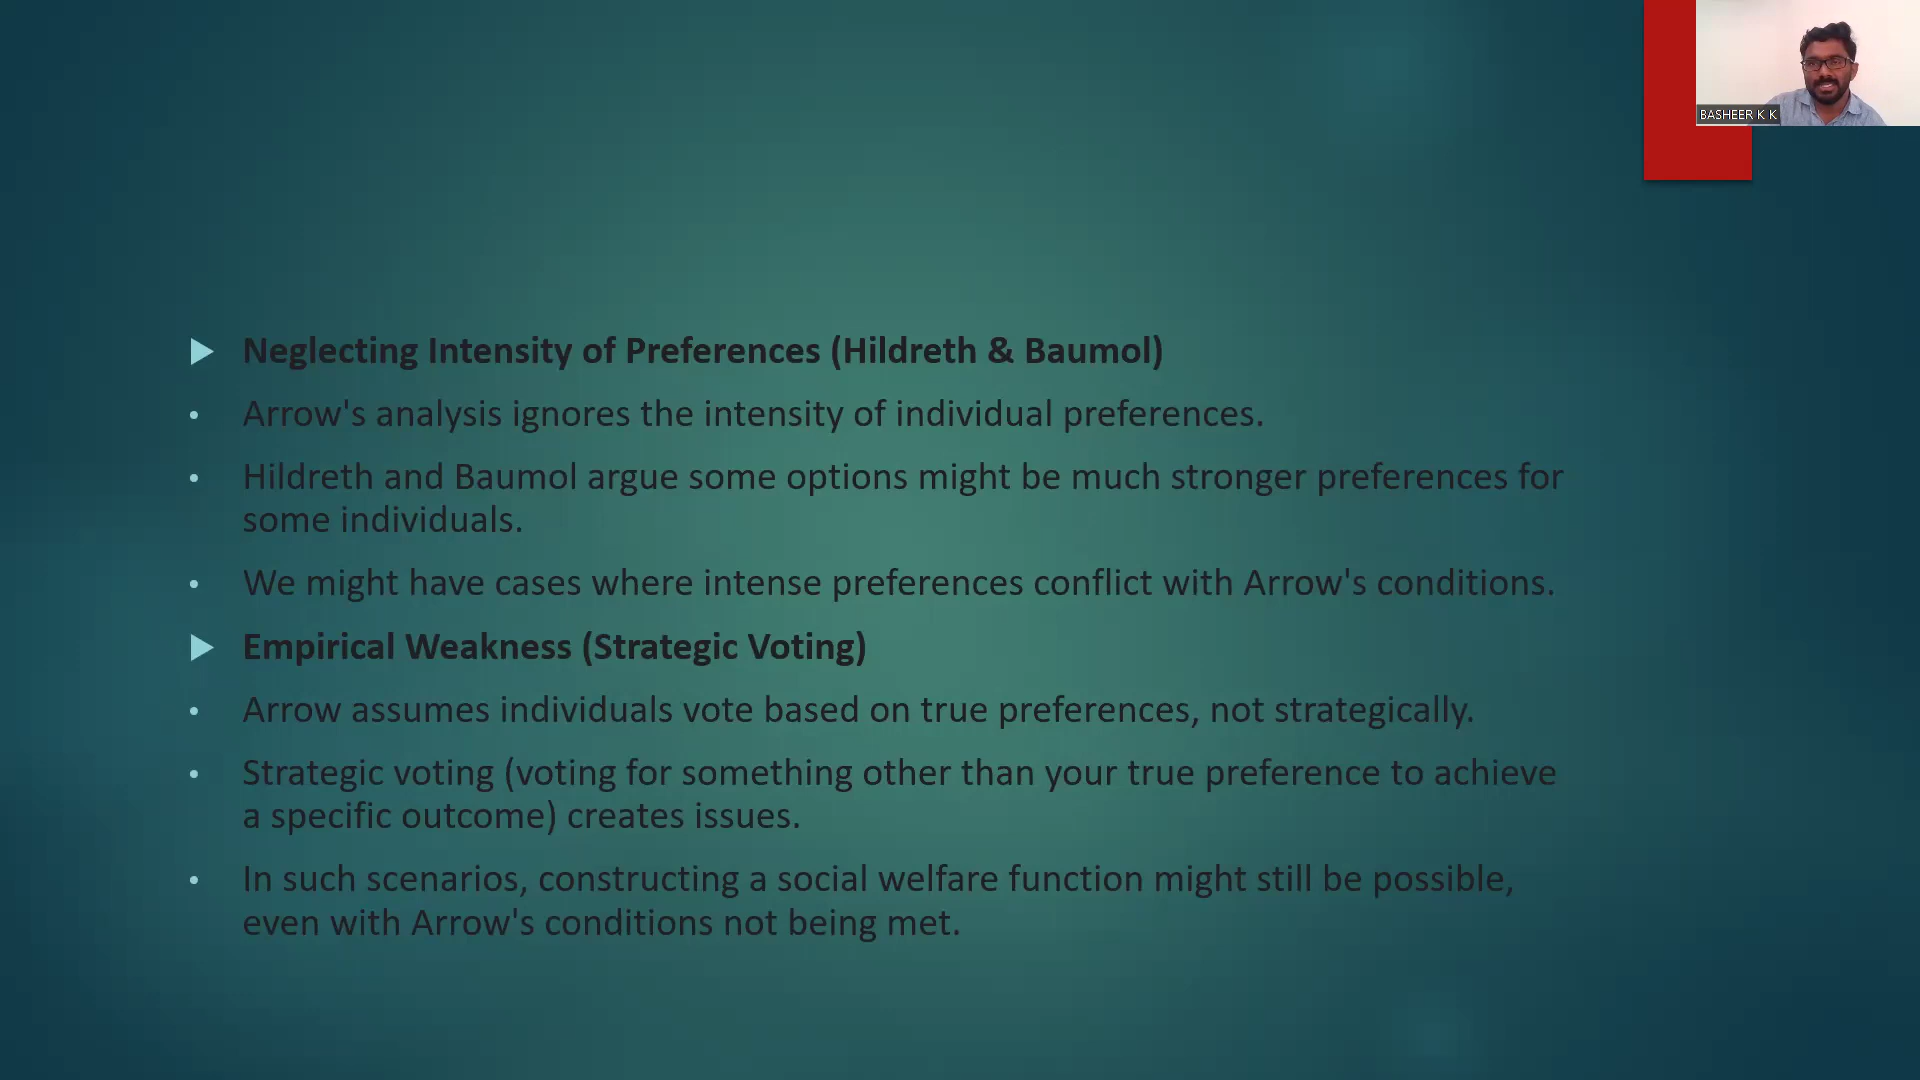 BASHEER K K
Neglecting Intensity of Preferences (Hildreth & Baumol)
Arrow's analysis ignores the intensity of individual preferences.
Hildreth and Baumol argue some options might be much stronger preferences for
some individuals.
We might have cases where intense preferences conflict with Arrow's conditions.
Empirical Weakness (Strategic Voting)
Arrow assumes individuals vote based on true preferences, not strategically.
Strategic voting (voting for something other than your true preference to achieve
a specific outcome) creates issues.
In such scenarios, constructing a social welfare function might still be possible,
even with Arrow's conditions not being met.